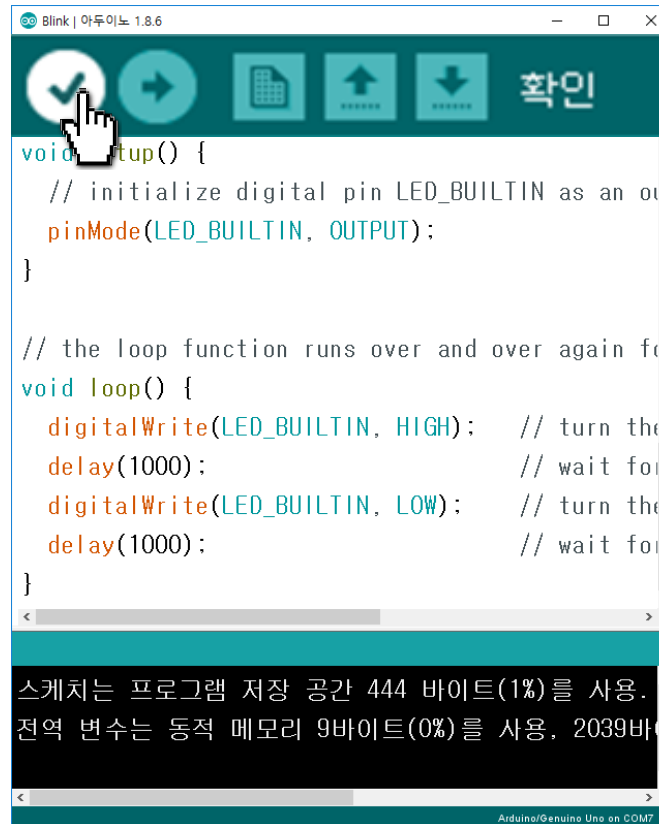 Blink | 아두이노 1.8.6
확인
void tup() {
// initialize digital pin LED_BUILTIN as an
pinMode(LED_BUILTIN, OUTPUT);
}
// the loop function runs over and over again
void loop() {
digitalWrite(LED_BUILTIN, HIGH); // turn the
delay(1000); // wait for
digitalWrite(LED_BUILTIN, LOW); // turn the
delay(1000); // wait for
}
스케치는 프로그램 저장 공간 444 바이트(1%)를 사용.
전역 변수는 동적 메모리 9바이트(0%)를 사용, 2039바
Arduino/Genuino Uno on COM7